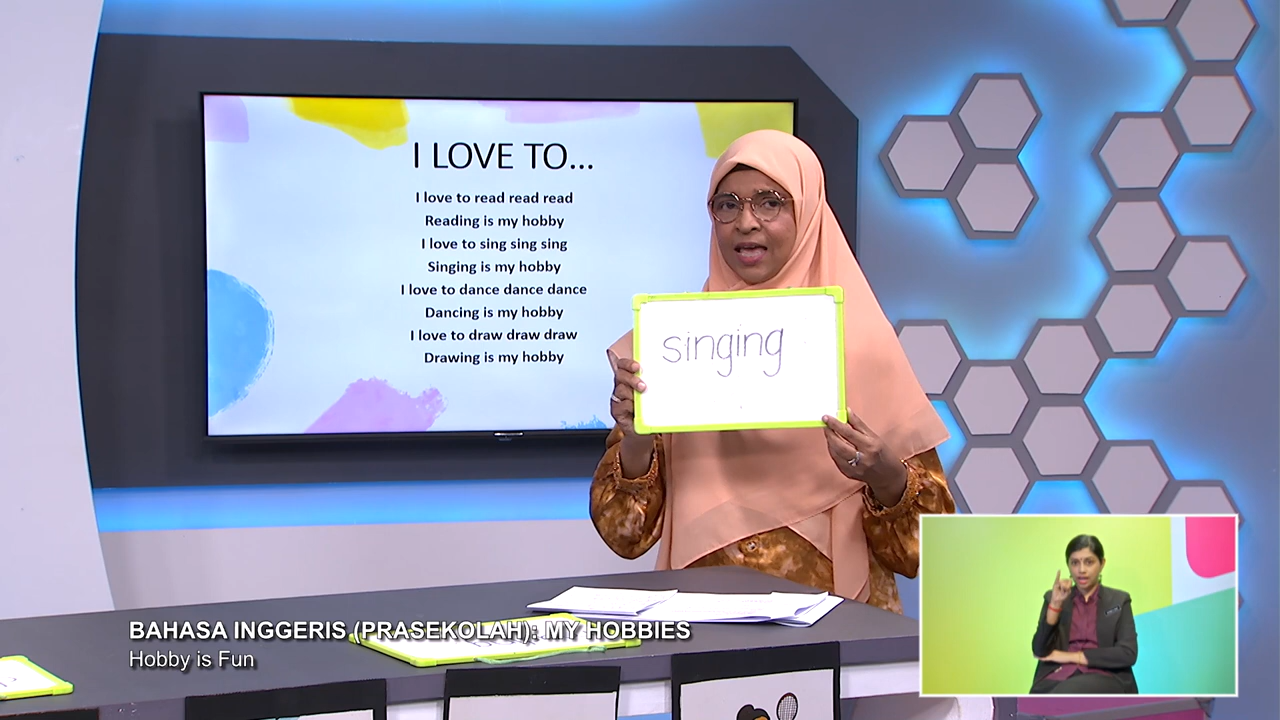 I LOVE TO...
I love to read read read
Reading is my hobby
I love to sing sing sing
Singing is my hobby
I love to dance dance dance
Dancing is my hobby
I love to draw draw draw
Drawing is my hobby
singing
BAHASA INGGERIS (PRASEKOLAH): MY HOBBIES
Hobby is Fun